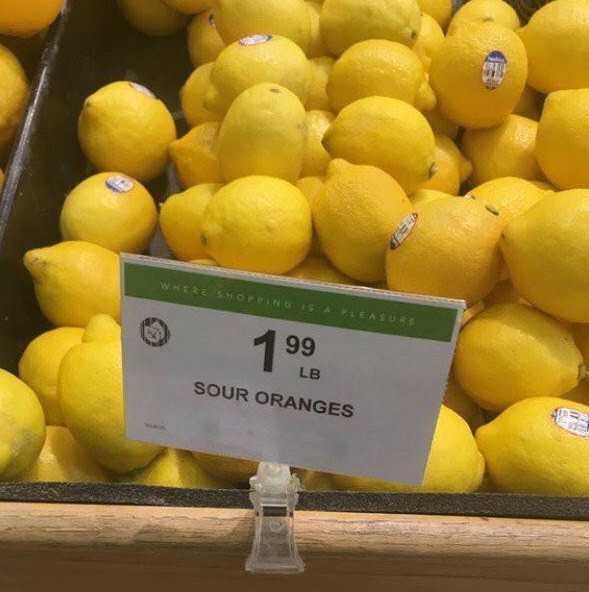 WHERE SHOPPING IS A PLEASURE
1 99
LB
SOUR ORANGES